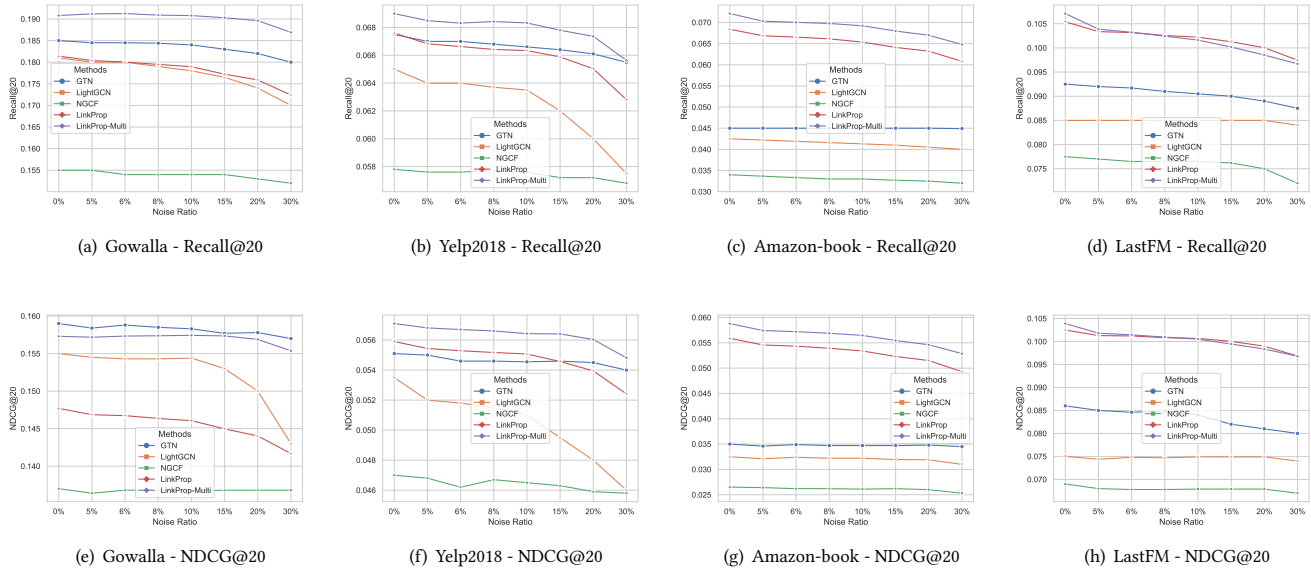 Recall@20
0.190
0.185
0.180
0.175
0.170
0.165
0.160
0.155
Methods
GTN
LightGCN
NGCF
LinkProp
LinkProp-Multi
0% 5% 6% 8% 10% 15% 20% 30%
Noise Ratio
(a) Gowalla - Recall@20
Recall@20
0.068
0.066
0.064
0.062
0.060
0.058
Methods
GTN
LightGCN
NGCF
LinkProp
LinkProp-Multi
0% 5% 6% 8% 10% 15% 20% 30%
Noise Ratio
(b) Yelp2018 - Recall@20
Recall@20
0.070
0.065
0.060
0.055
0.050
0.045
0.040
0.035
0.030
Methods
GTN
LightGCN
NGCF
LinkProp
LinkProp-Multi
0% 5% 6% 8% 10% 15% 20% 30%
Noise Ratio
(c) Amazon-book - Recall@20
Recall@20
0.105
0.100
0.095
0.090
0.085
0.080
0.075
Methods
GTN
LightGCN
NGCF
LinkProp
LinkProp-Multi
0% 5% 6% 8% 10% 15% 20% 30%
Noise Ratio
(d) LastFM - Recall@20
NDCG@20
0.160
0.155
0.150
0.145
0.140
Methods
GTN
LightGCN
NGCF
LinkProp
LinkProp-Multi
0% 5% 6% 8% 10% 15% 20% 30%
Noise Ratio
(e) Gowalla - NDCG@20
NDCG@20
0.056
0.054
0.052
0.050
0.048
0.046
Methods
GTN
LightGCN
NGCF
LinkProp
LinkProp-Multi
0% 5% 6% 8% 10% 15% 20% 30%
Noise Ratio
(f) Yelp2018 - NDCG@20
NDCG@20
0.060
0.055
0.050
0.045
0.040
0.035
0.030
0.025
Methods
GTN
LightGCN
NGCF
LinkProp
LinkProp-Multi
0% 5% 6% 8% 10% 15% 20% 30%
Noise Ratio
(g) Amazon-book - NDCG@20
NDCG@20
0.105
0.100
0.095
0.090
0.085
0.080
0.075
0.070
Methods
GTN
LightGCN
NGCF
LinkProp
LinkProp-Multi
0% 5% 6% 8% 10% 15% 20% 30%
Noise Ratio
(h) LastFM - NDCG@20